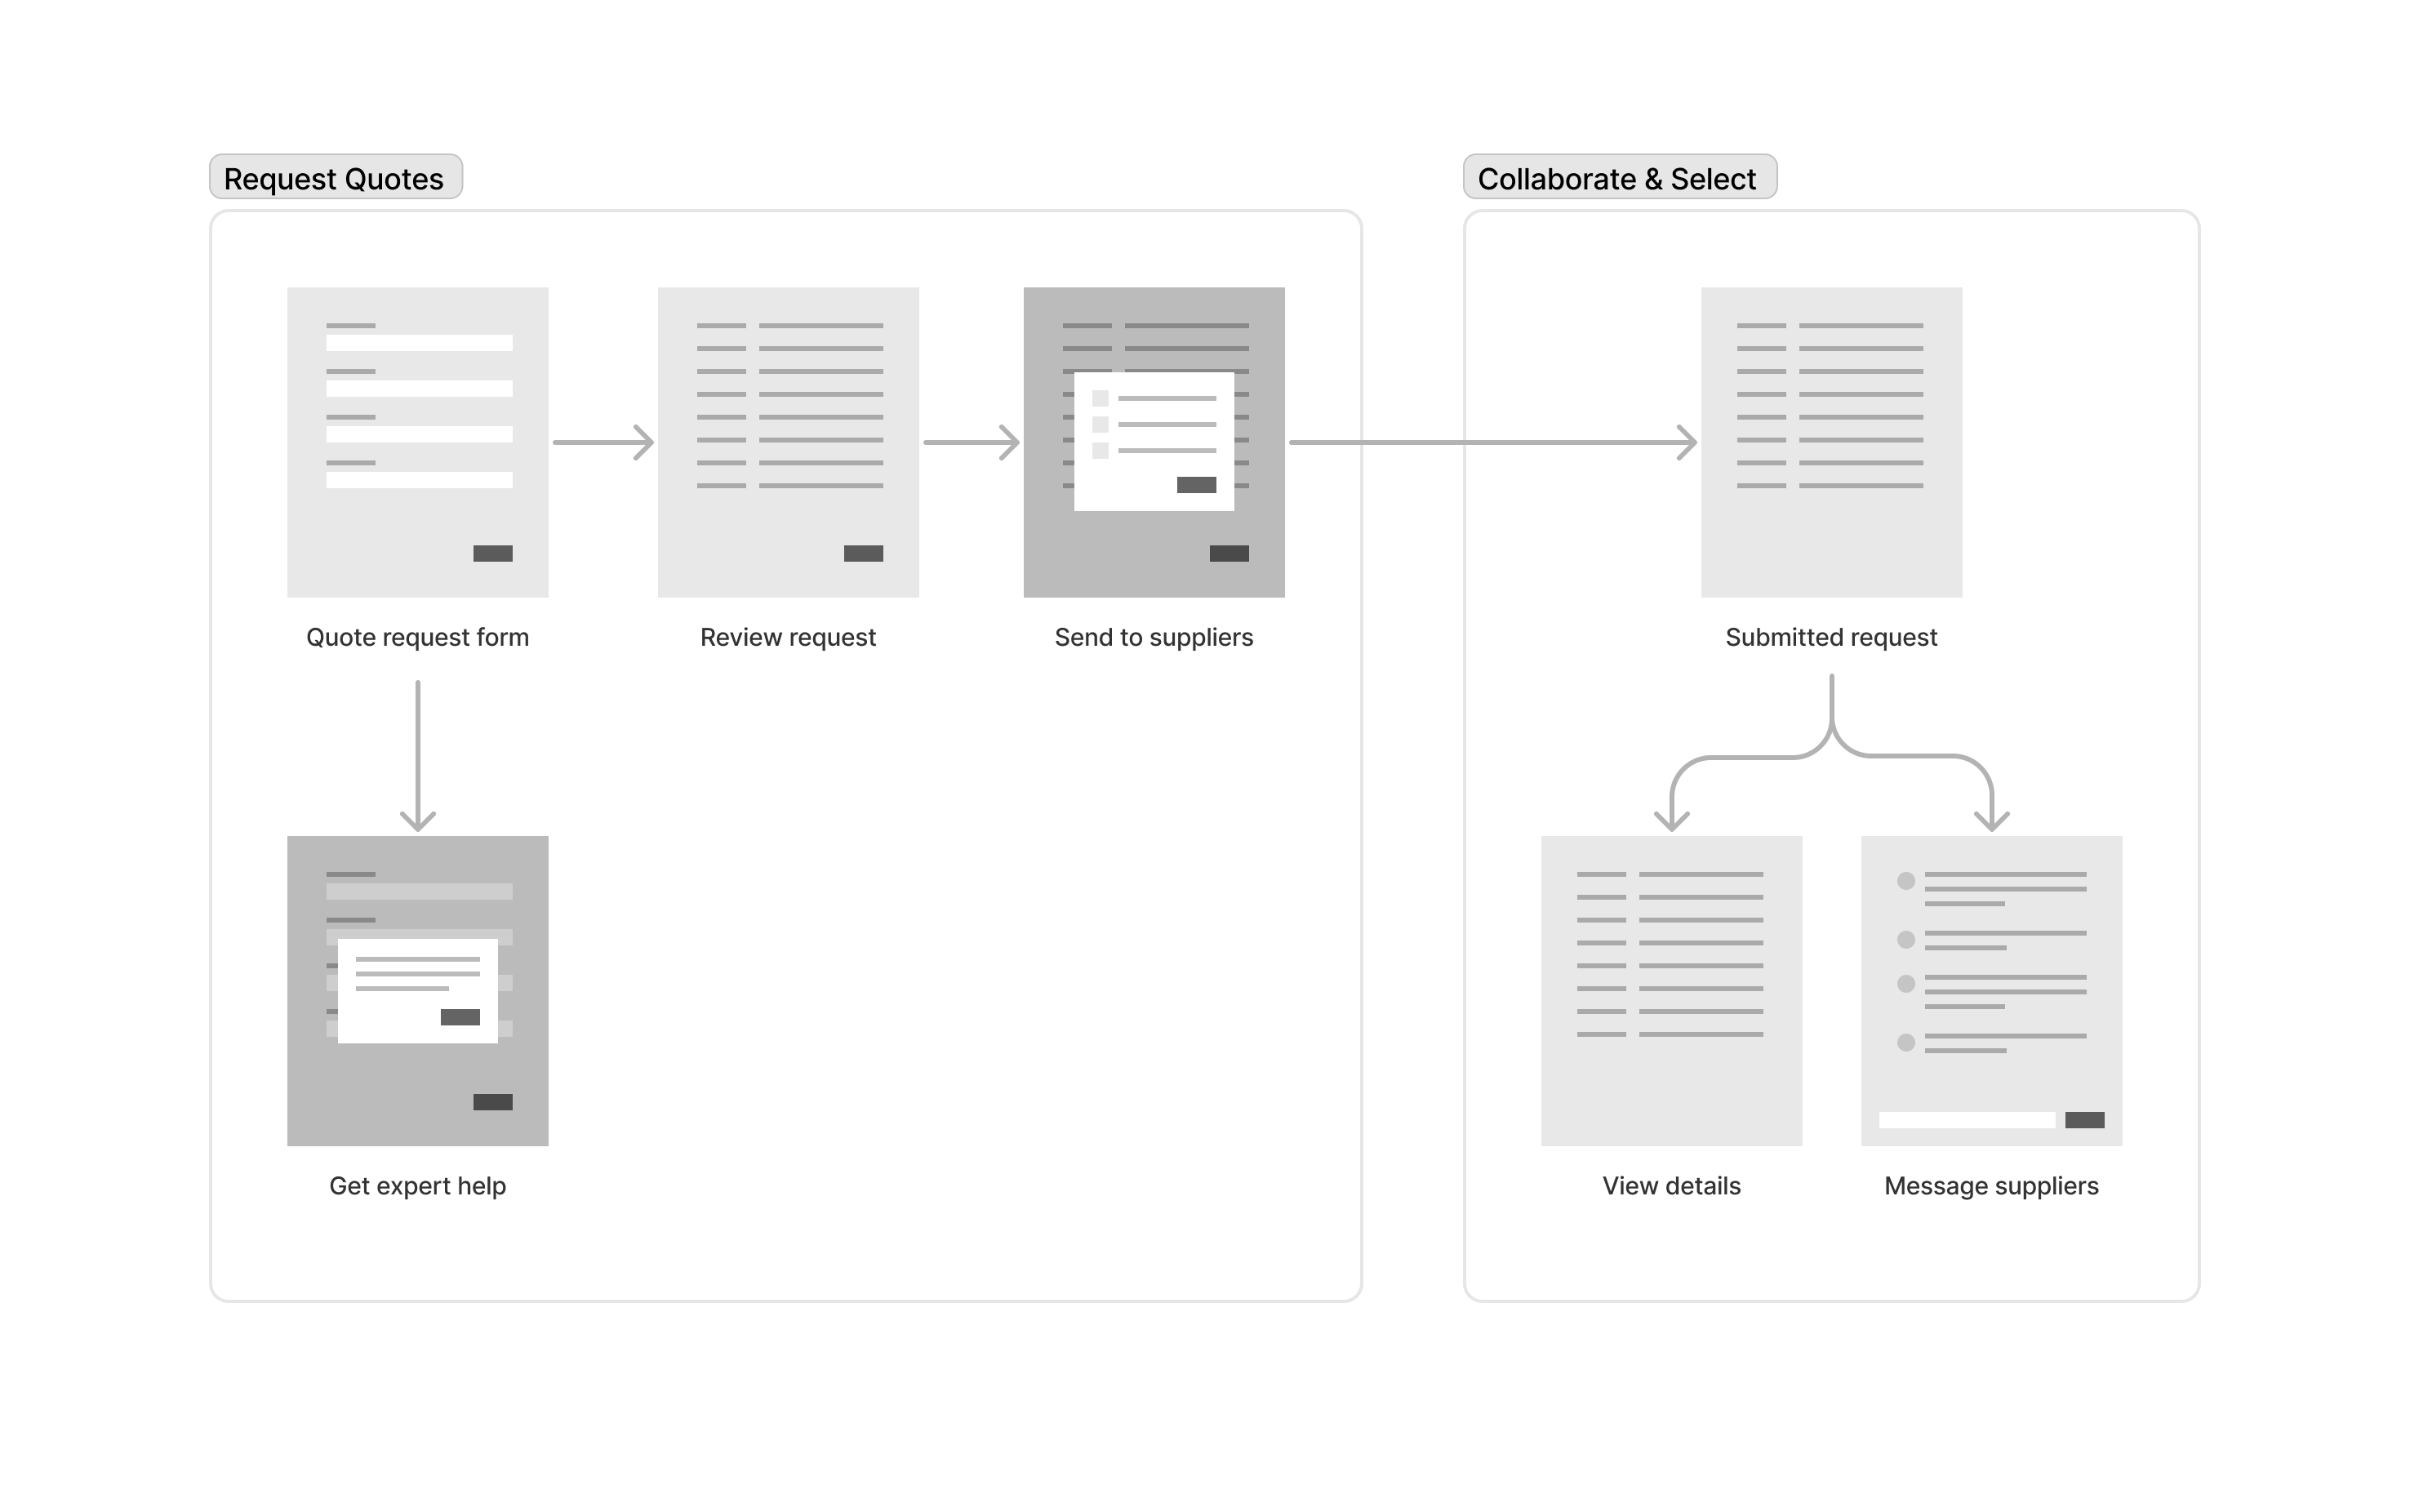 Request Quotes
Collaborate & Select
Quote request form
Review request
Send to suppliers
Submitted request
Get expert help
View details
Message suppliers